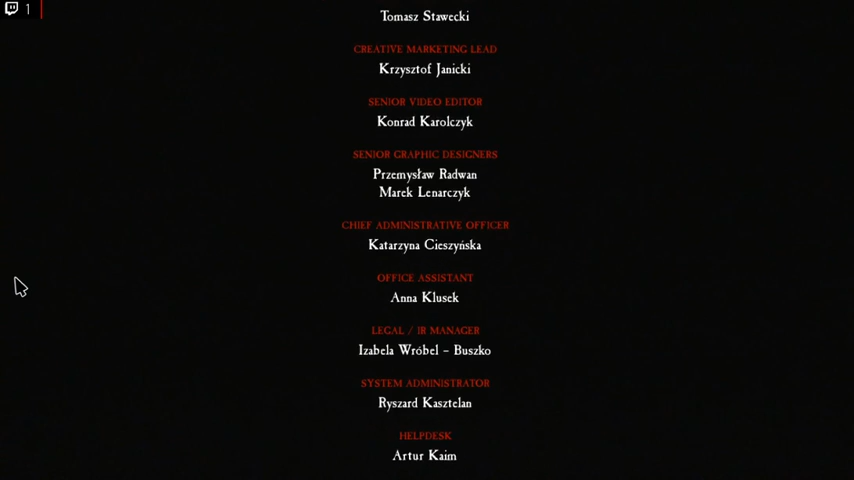 1
Tomasz Stawecki
CREATIVE MARKETING LEAD
Krzysztof Janicki
SENIOR VIDEO EDITOR
Konrad Karolczyk
SENIOR GRAPHIC DESIGNERS
Przemysław Radwan
Marek Lenarczyk
CHIEF ADMINISTRATIVE OFFICER
Katarzyna Cieszyńska
OFFICE ASSISTANT
Anna Klusek
LEGAL / IR MANAGER
Izabela Wróbel – Buszko
SYSTEM ADMINISTRATOR
Ryszard Kasztelan
HELPDESK
Artur Kaim